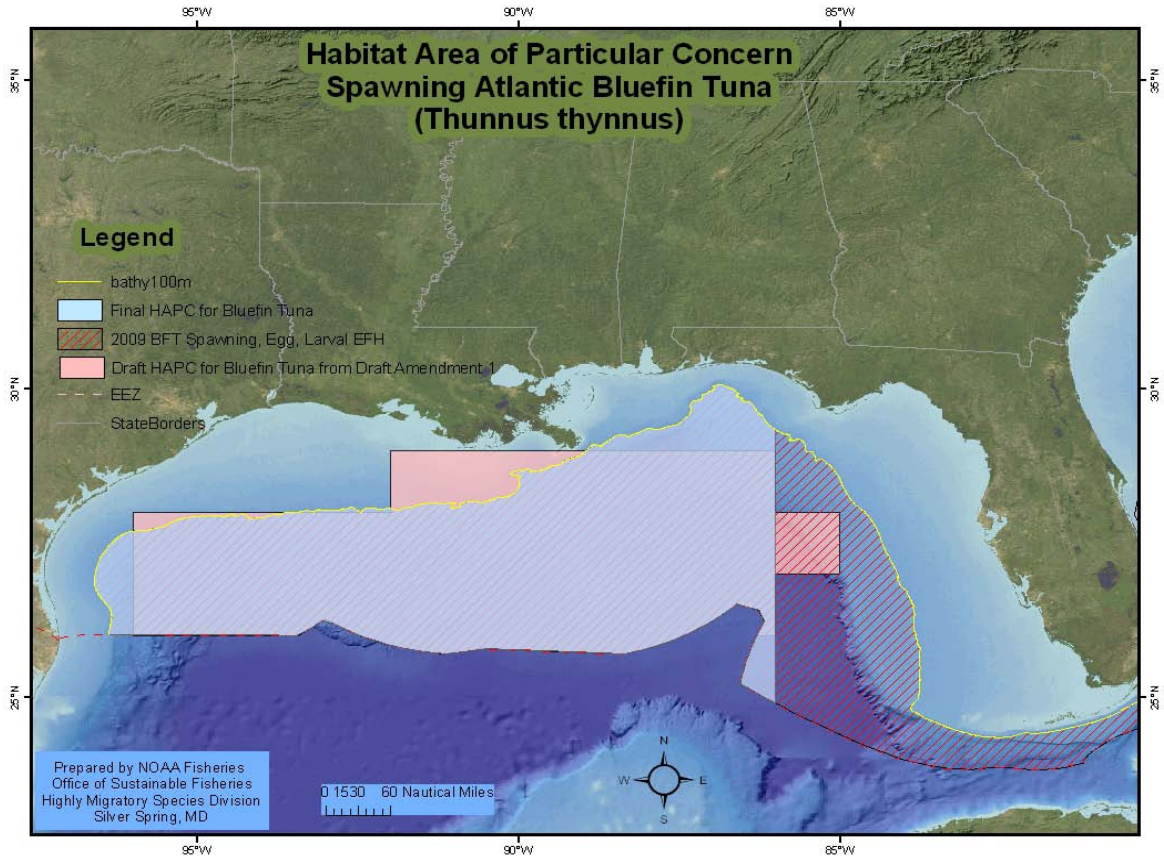 95°W 90°W 85°W
Habitat Area of Particular Concern
Spawning Atlantic Bluefin Tuna
(Thunnus thynnus)
35°N 35°N
Legend
bathy100m
Final HAPC for Bluefin Tuna
2009 BFT Spawning, Egg, Larval EFH
Draft HAPC for Bluefin Tuna from Draft Amendment 1
EEZ
StateBorders
30°N 30°N
25°N 25°N
N
W E
S
Prepared by NOAA Fisheries
Office of Sustainable Fisheries
Highly Migratory Species Division
Silver Spring, MD
0 1530 60 Nautical Miles
95°W 90°W 85°W